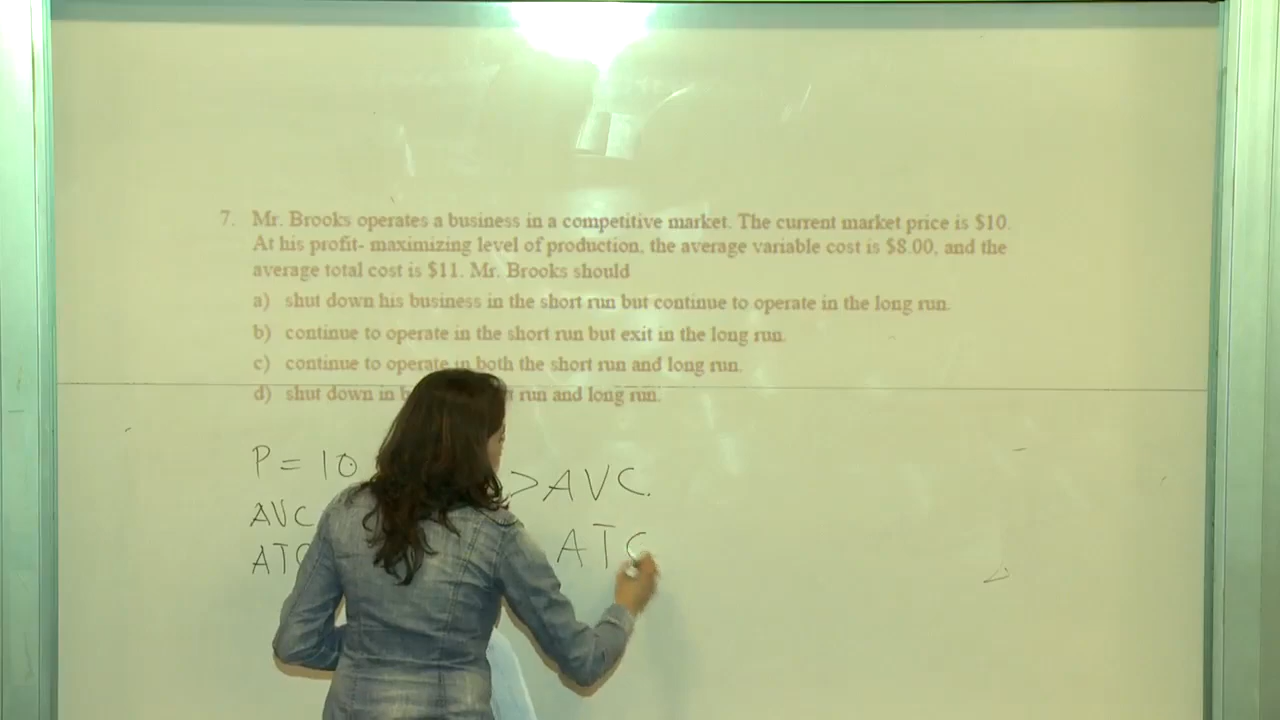 7. Mr. Brooks operates a business in a competitive market. The current market price is $10.
At his profit- maximizing level of production, the average variable cost is $8.00, and the
average total cost is $11. Mr. Brooks should
a) shut down his business in the short run but continue to operate in the long run.
b) continue to operate in the short run but exit in the long run.
c) continue to operate in both the short run and long run.
d) shut down in run and long run.
P = 10 > AVC.
AVC
ATC ATC